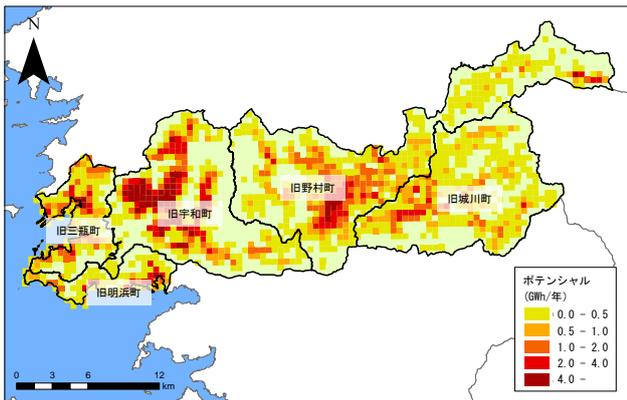 N
旧野村町
旧城川町
旧宇和町
旧三瓶町
旧明浜町
ポテンシャル
(GWh/年)
0.0 - 0.5
0.5 - 1.0
1.0 - 2.0
2.0 - 4.0
4.0 -
0 3 6 12
km